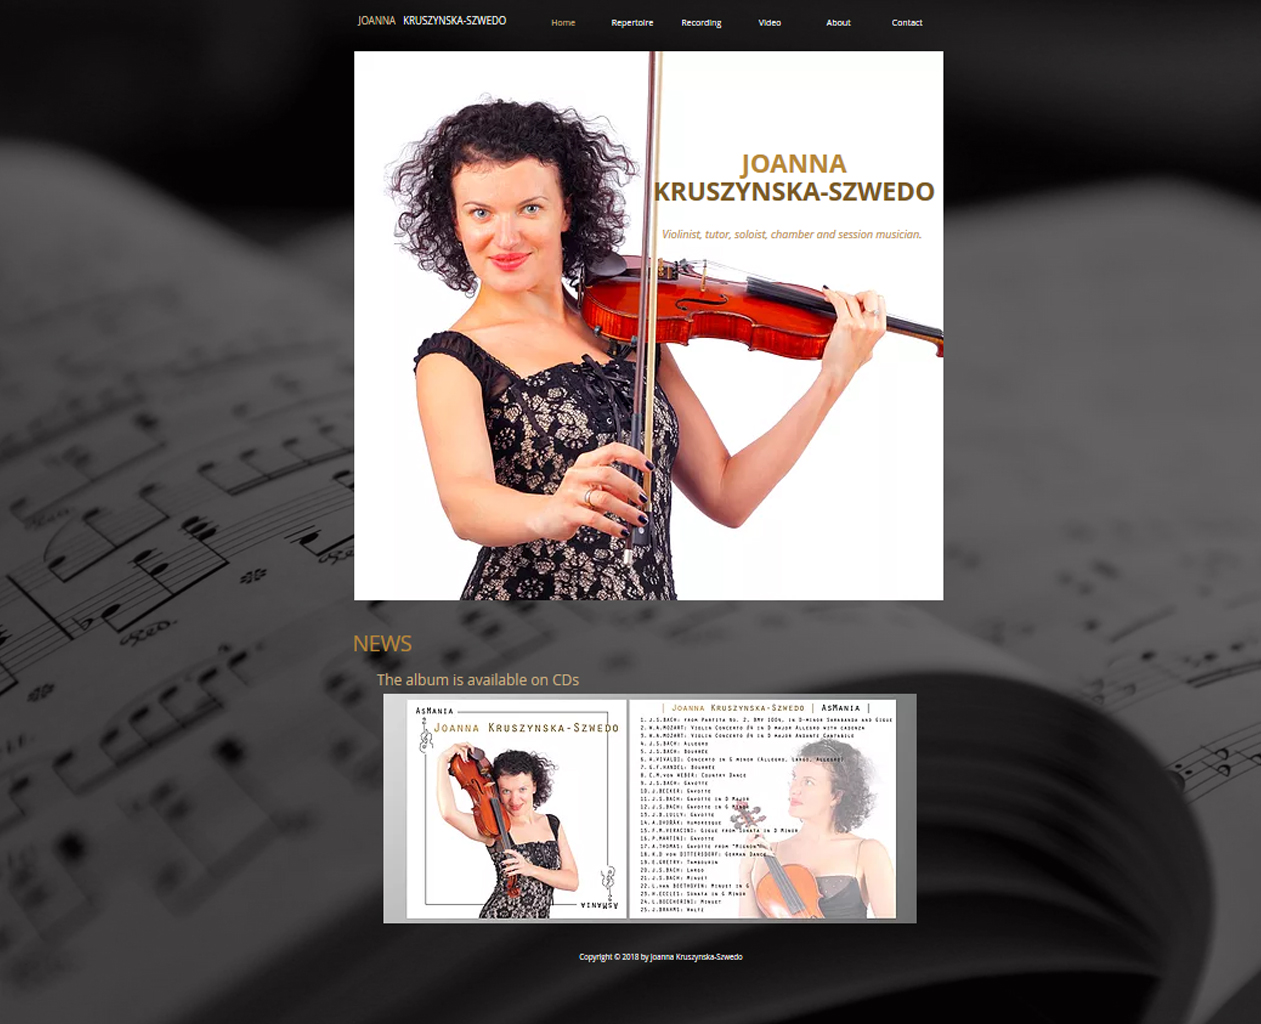 JOANNA KRUSZYNSKA-SZWEDO
Home Repertoire Recording Video About Contact
JOANNA
KRUSZYNSKA-SZWEDO
Violinist, tutor, soloist, chamber and session musician.
NEWS
The album is available on CDs
AsMania
Joanna Kruszynska-Szwedo
AsMania
| Joanna Kruszynska-Szwedo | AsMania |
1. J.S.Bach: from Partita No. 2, BMV 1004, in D-minor Sarabanda and Gigue
2. W.A.Mozart: Violin Concerto #4 in D major Allegro with cadenza
3. W.A.Mozart: Violin Concerto #4 in D major Andante Cantabile
4. J.S.Bach: Allegro
5. J.S.Bach: Bourrée
6. A.Vivaldi: Concerto in G minor (Allegro, Largo, Allegro)
7. G.F.Handel: Bourrée
8. C.M.von Weber: Country Dance
9. J.S.Bach: Gavotte
10. J.Becker: Gavotte
11. J.S.Bach: Gavotte in D Major
12. J.S.Bach: Gavotte in G Minor
13. J.B.Lully: Gavotte
14. A.Dvořák: Humoresque
15. F.M.Veracini: Gigue from Sonata in D Minor
16. P.Martini: Gavotte
17. A.Thomas: Gavotte from "Mignon"
18. K.D von Dittersdorf: German Dance
19. E.Gretry: Tambourin
20. J.S.Bach: Largo
21. J.S.Bach: Minuet
22. L.van Beethoven: Minuet in G
23. H.Eccles: Sonata in G Minor
24. L.Boccherini: Minuet
25. J.Brahms: Waltz
Copyright © 2018 by Joanna Kruszynska-Szwedo